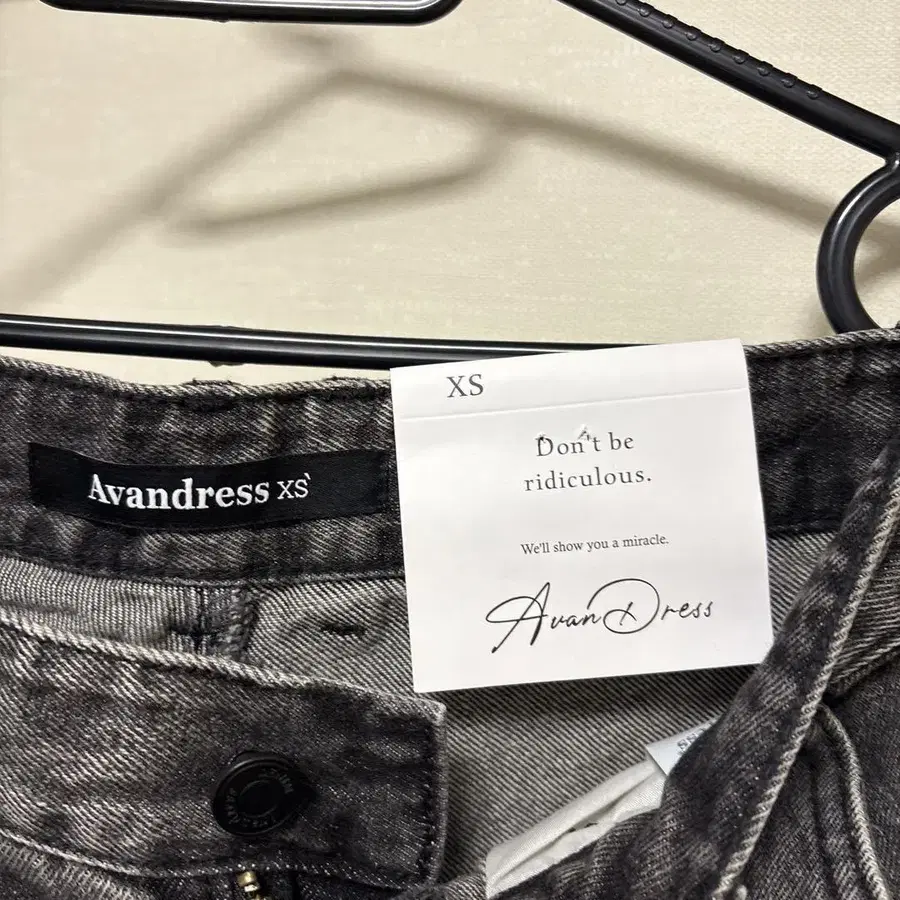 Avandress XS
XS
Don't be
ridiculous.
We'll show you a miracle.
AvanDress